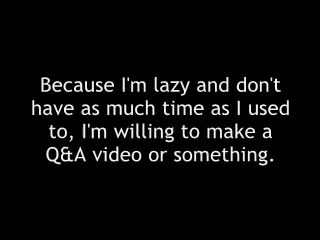 Because I'm lazy and don't
have as much time as I used
to, I'm willing to make a
Q&A video or something.